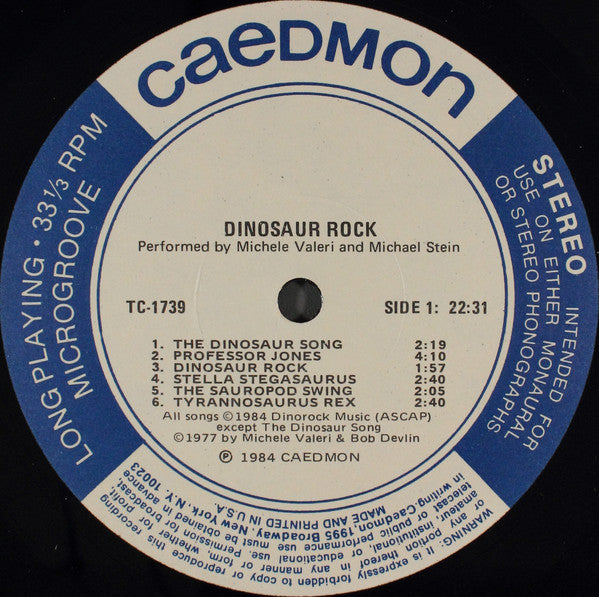 CAEDMON
LONG PLAYING • 33 1/3 RPM
MICROGROOVE
STEREO
INTENDED FOR
USE ON EITHER MONAURAL
OR STEREO PHONOGRAPHS
DINOSAUR ROCK
Performed by Michele Valeri and Michael Stein
TC-1739 SIDE 1: 22:31
1. THE DINOSAUR SONG 2:19
2. PROFESSOR JONES 4:10
3. DINOSAUR ROCK 1:57
4. STELLA STEGASAURUS 2:40
5. THE SAUROPOD SWING 2:05
6. TYRANNOSAURUS REX 2:40
All songs ©1984 Dinorock Music (ASCAP)
except The Dinosaur Song
©1977 by Michele Valeri & Bob Devlin
℗ 1984 CAEDMON
WARNING: It is expressly forbidden to copy or reproduce this recording
or any portion thereof, in any manner or form, whether for profit,
amateur, institutional, or educational use. Permission for broadcast,
telecast or public performance use must be obtained in advance
in writing. Caedmon, 1995 Broadway, New York, N.Y. 10023
MADE AND PRINTED IN U.S.A.